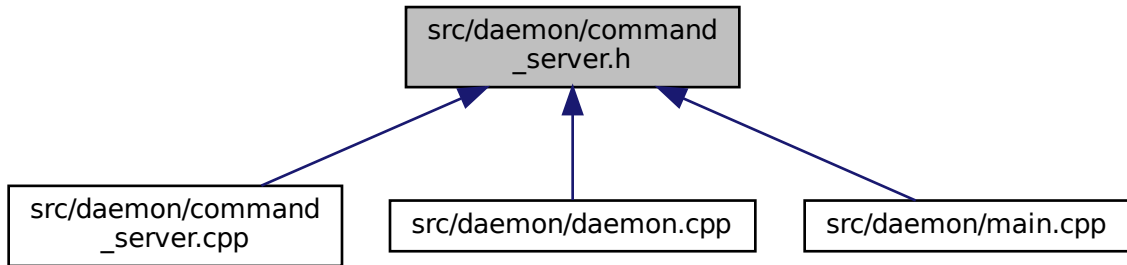 src/daemon/command
_server.h
src/daemon/command
_server.cpp
src/daemon/daemon.cpp
src/daemon/main.cpp